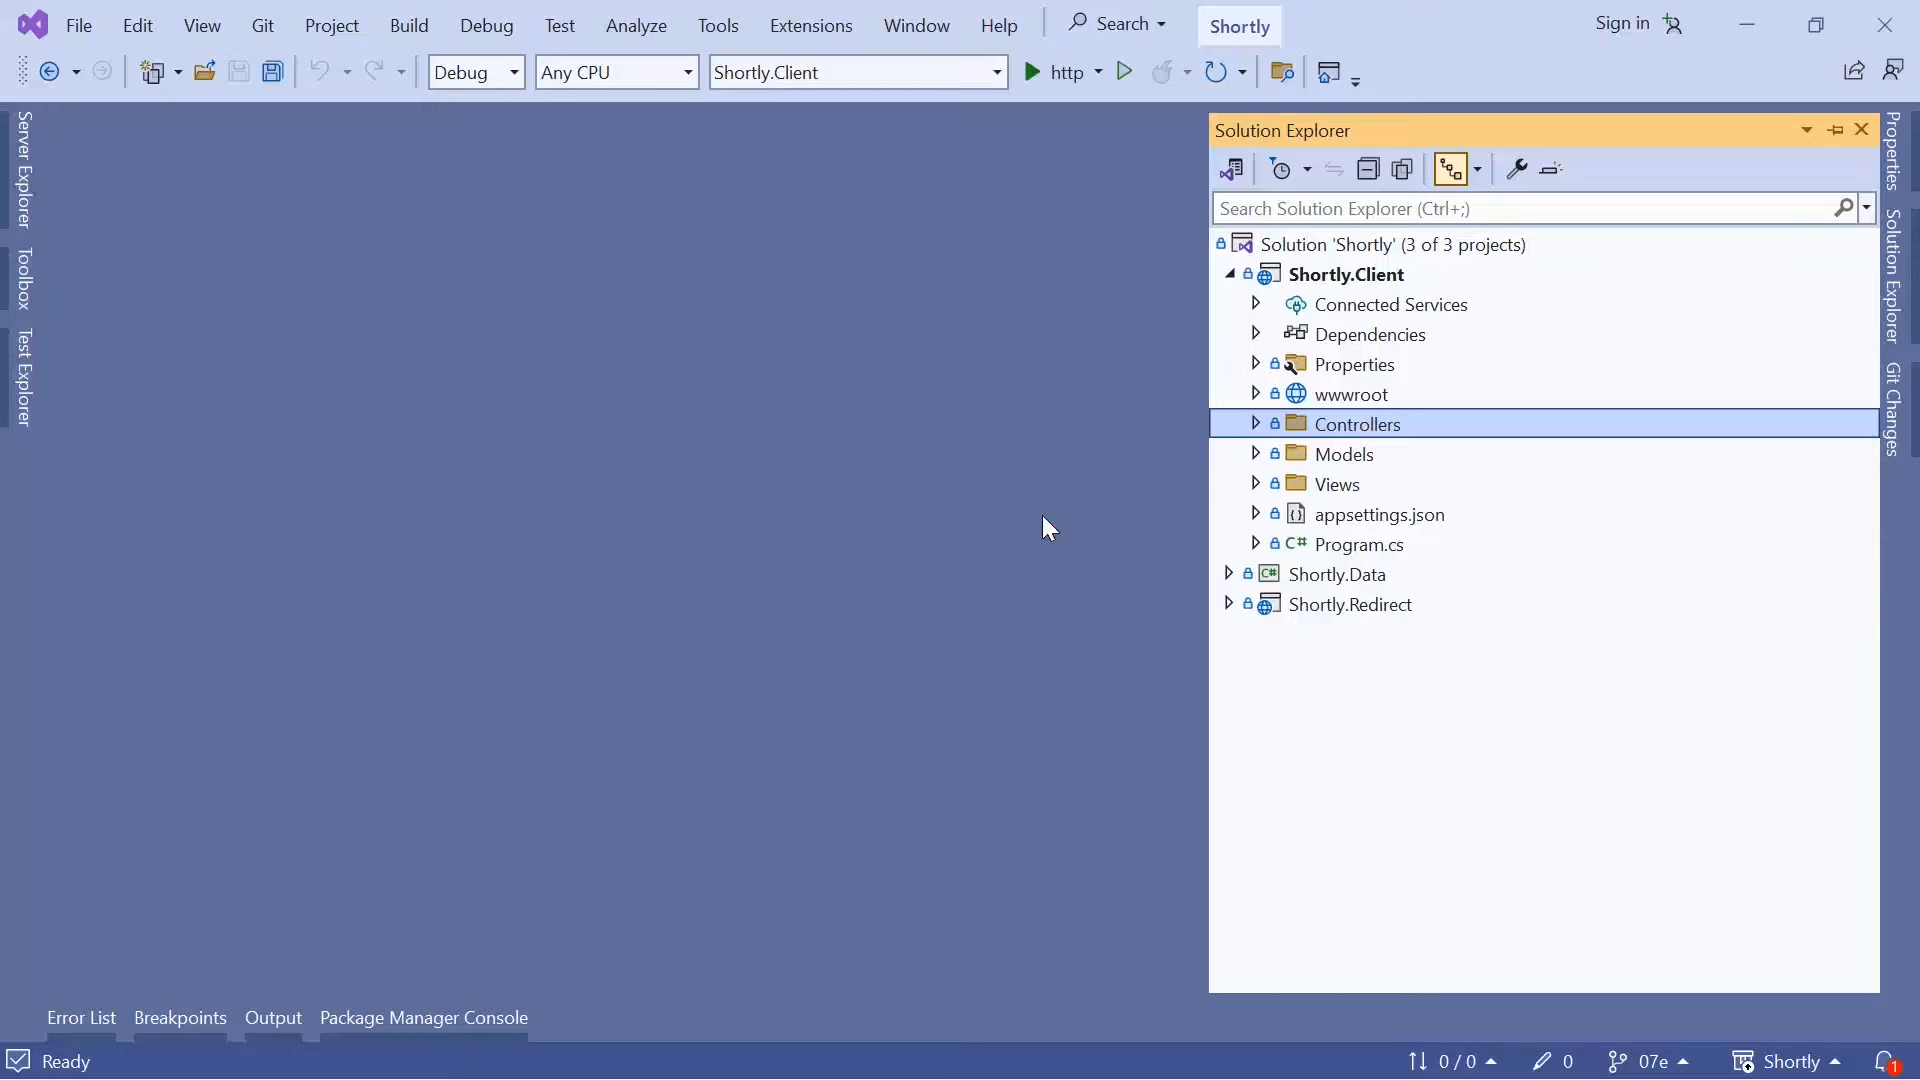 File Edit View Git Project Build Debug Test Analyze Tools Extensions Window Help Search Shortly Sign in
Debug Any CPU Shortly.Client http
Server Explorer
Toolbox
Test Explorer
Solution Explorer
Search Solution Explorer (Ctrl+;)
Solution 'Shortly' (3 of 3 projects)
Shortly.Client
Connected Services
Dependencies
Properties
wwwroot
Controllers
Models
Views
appsettings.json
C# Program.cs
C# Shortly.Data
Shortly.Redirect
Properties
Solution Explorer
Git Changes
Error List Breakpoints Output Package Manager Console
Ready 0 / 0 0 07e Shortly 1